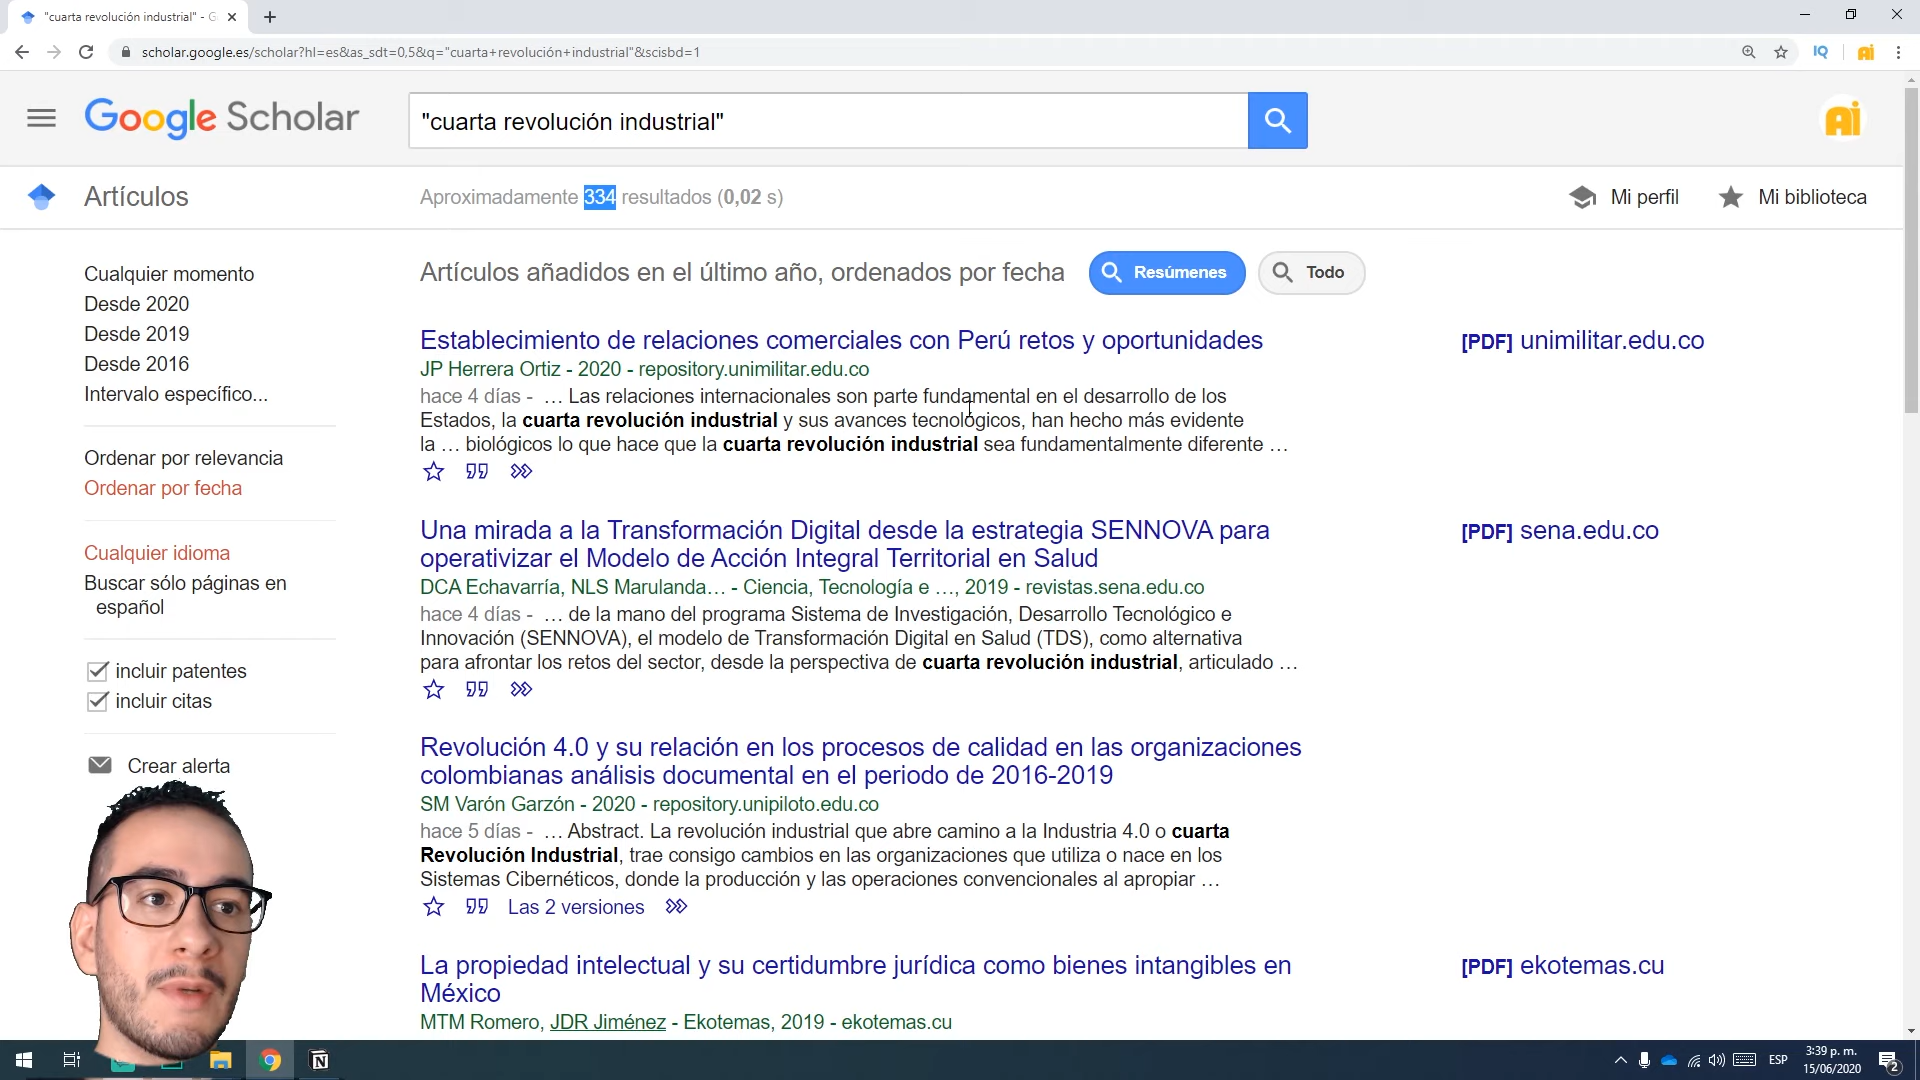 "cuarta revolución industrial" - G
scholar.google.es/scholar?hl=es&as_sdt=0,5&q="cuarta+revolución+industrial"&scisbd=1
IQ
ai
Google Scholar
"cuarta revolución industrial"
ai
Artículos
Aproximadamente 334 resultados (0,02 s)
Mi perfil
Mi biblioteca
Cualquier momento
Desde 2020
Desde 2019
Desde 2016
Intervalo específico...
Ordenar por relevancia
Ordenar por fecha
Cualquier idioma
Buscar sólo páginas en
español
incluir patentes
incluir citas
Crear alerta
Artículos añadidos en el último año, ordenados por fecha
Resúmenes
Todo
Establecimiento de relaciones comerciales con Perú retos y oportunidades
JP Herrera Ortiz - 2020 - repository.unimilitar.edu.co
hace 4 días - … Las relaciones internacionales son parte fundamental en el desarrollo de los
Estados, la cuarta revolución industrial y sus avances tecnológicos, han hecho más evidente
la … biológicos lo que hace que la cuarta revolución industrial sea fundamentalmente diferente …
[PDF] unimilitar.edu.co
Una mirada a la Transformación Digital desde la estrategia SENNOVA para
operativizar el Modelo de Acción Integral Territorial en Salud
DCA Echavarría, NLS Marulanda… - Ciencia, Tecnología e …, 2019 - revistas.sena.edu.co
hace 4 días - … de la mano del programa Sistema de Investigación, Desarrollo Tecnológico e
Innovación (SENNOVA), el modelo de Transformación Digital en Salud (TDS), como alternativa
para afrontar los retos del sector, desde la perspectiva de cuarta revolución industrial, articulado …
[PDF] sena.edu.co
Revolución 4.0 y su relación en los procesos de calidad en las organizaciones
colombianas análisis documental en el periodo de 2016-2019
SM Varón Garzón - 2020 - repository.unipiloto.edu.co
hace 5 días - … Abstract. La revolución industrial que abre camino a la Industria 4.0 o cuarta
Revolución Industrial, trae consigo cambios en las organizaciones que utiliza o nace en los
Sistemas Cibernéticos, donde la producción y las operaciones convencionales al apropiar …
Las 2 versiones
La propiedad intelectual y su certidumbre jurídica como bienes intangibles en
México
MTM Romero, JDR Jiménez - Ekotemas, 2019 - ekotemas.cu
[PDF] ekotemas.cu
ESP
3:39 p. m.
15/06/2020
2